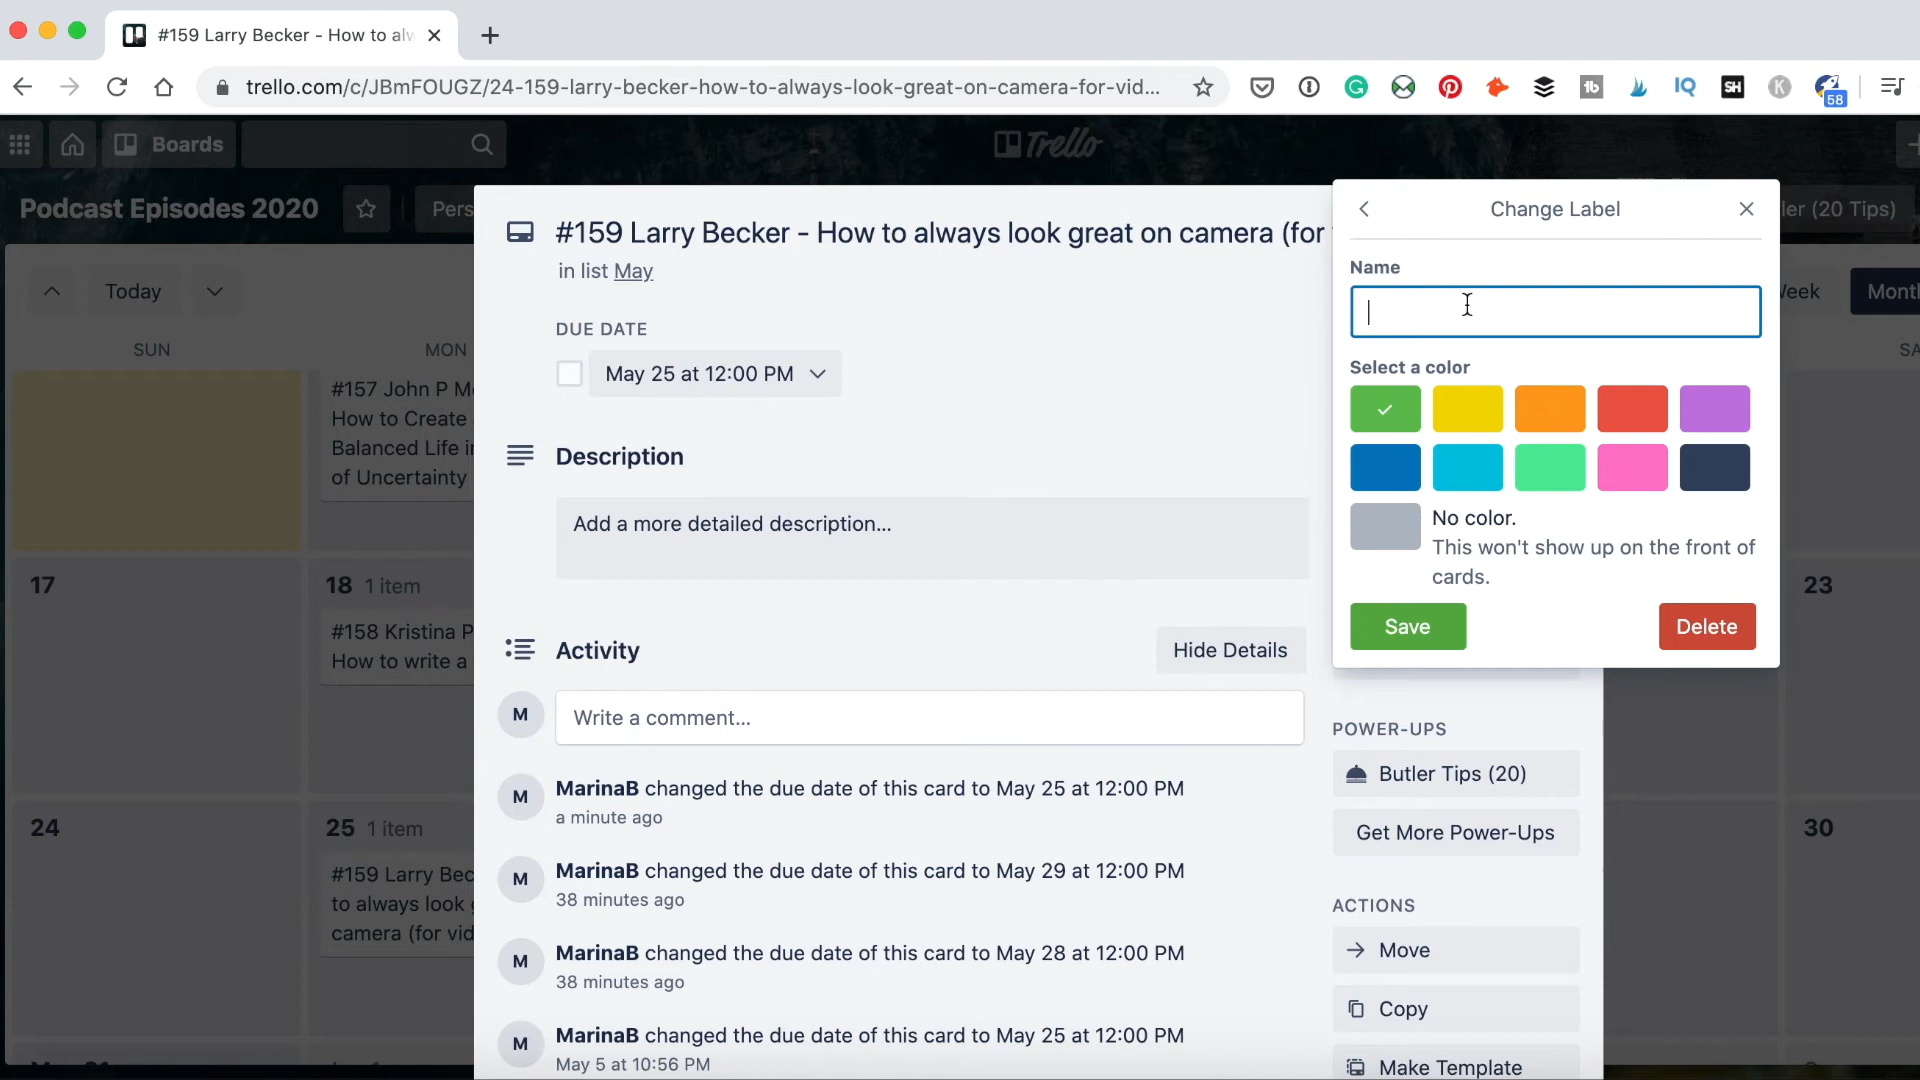 #159 Larry Becker - How to alw
trello.com/c/JBmFOUGZ/24-159-larry-becker-how-to-always-look-great-on-camera-for-vid...
58
Boards
Trello
Podcast Episodes 2020
Pers
ler (20 Tips)
Today
Week
Month
SUN
MON
SA
#157 John P Mc
How to Create
Balanced Life in
of Uncertainty
17
18 1 item
#158 Kristina P
How to write a
23
24
25 1 item
#159 Larry Bec
to always look g
camera (for vid
30
#159 Larry Becker - How to always look great on camera (for
in list May
DUE DATE
May 25 at 12:00 PM
Description
Add a more detailed description...
Activity
Hide Details
M
Write a comment...
M
MarinaB changed the due date of this card to May 25 at 12:00 PM
a minute ago
M
MarinaB changed the due date of this card to May 29 at 12:00 PM
38 minutes ago
M
MarinaB changed the due date of this card to May 28 at 12:00 PM
38 minutes ago
M
MarinaB changed the due date of this card to May 25 at 12:00 PM
May 5 at 10:56 PM
Change Label
Name
Select a color
No color.
This won't show up on the front of
cards.
Save
Delete
POWER-UPS
Butler Tips (20)
Get More Power-Ups
ACTIONS
Move
Copy
Make Template